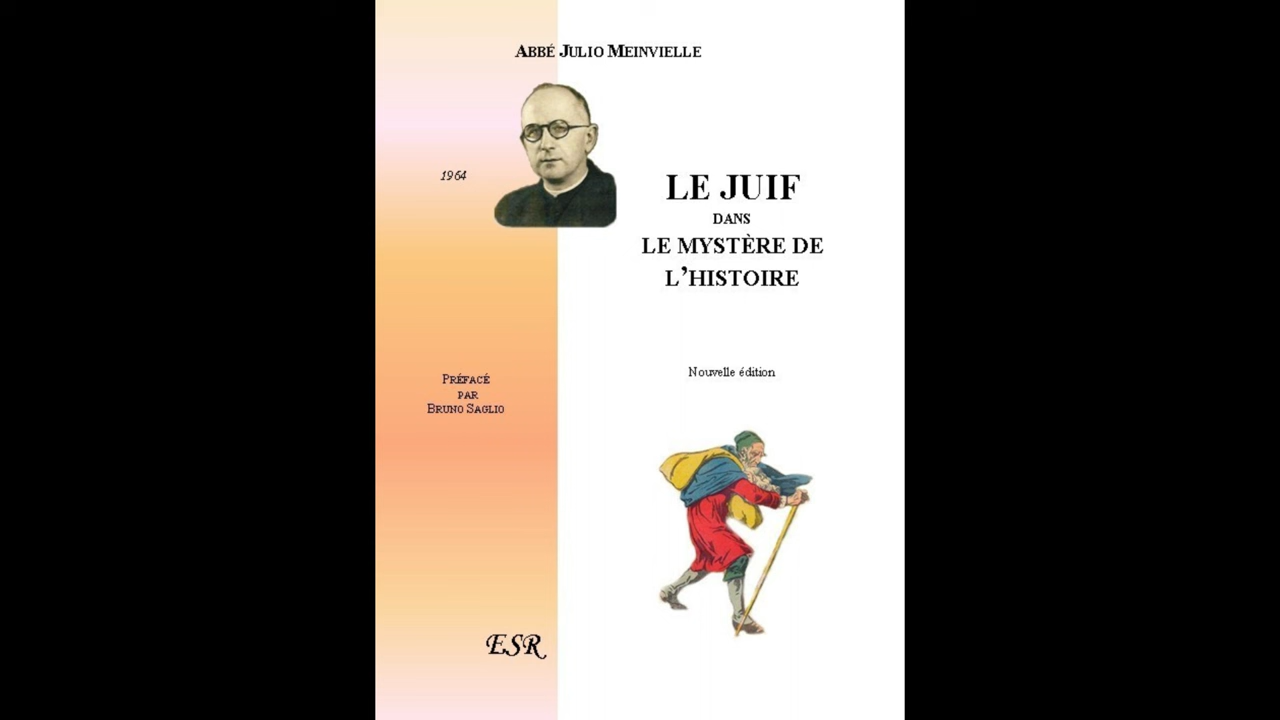 ABBÉ JULIO MEINVIELLE
1964
LE JUIF
DANS
LE MYSTÈRE DE
L’HISTOIRE
Nouvelle édition
PRÉFACÉ
PAR
BRUNO SAGLIO
ESR